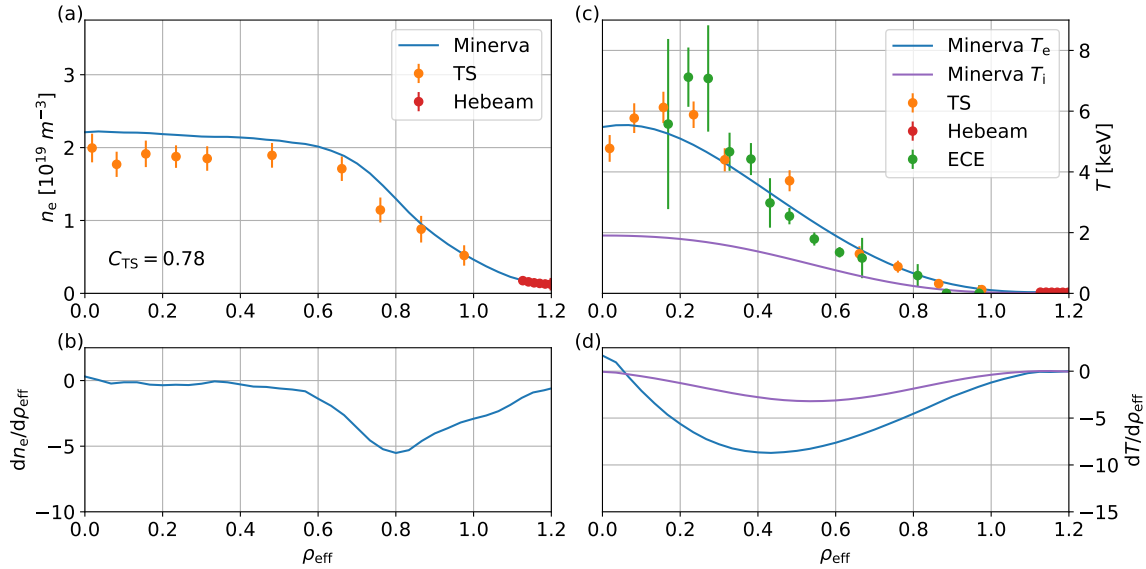 (a)
Minerva
TS
Hebeam
C_TS = 0.78
n_e [10^19 m^−3]
3
2
1
0
0.0 0.2 0.4 0.6 0.8 1.0 1.2
(c)
Minerva T_e
Minerva T_i
TS
Hebeam
ECE
8
6
4
2
0
T [keV]
0.0 0.2 0.4 0.6 0.8 1.0 1.2
(b)
dn_e/dρ_eff
0
−5
−10
0.0 0.2 0.4 0.6 0.8 1.0 1.2
ρ_eff
(d)
0
−5
−10
−15
dT/dρ_eff
0.0 0.2 0.4 0.6 0.8 1.0 1.2
ρ_eff